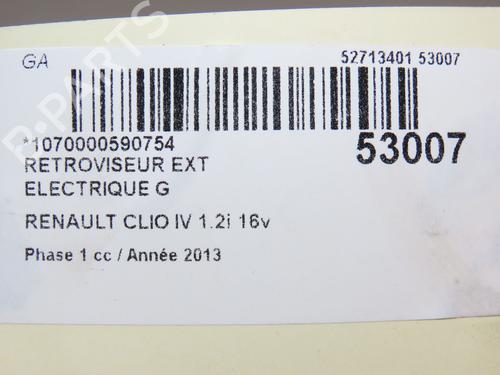 GA
52713401 53007
*1070000590754
53007
RETROVISEUR EXT
ELECTRIQUE G
RENAULT CLIO IV 1.2i 16v
Phase 1 cc / Année 2013
B-PARTS